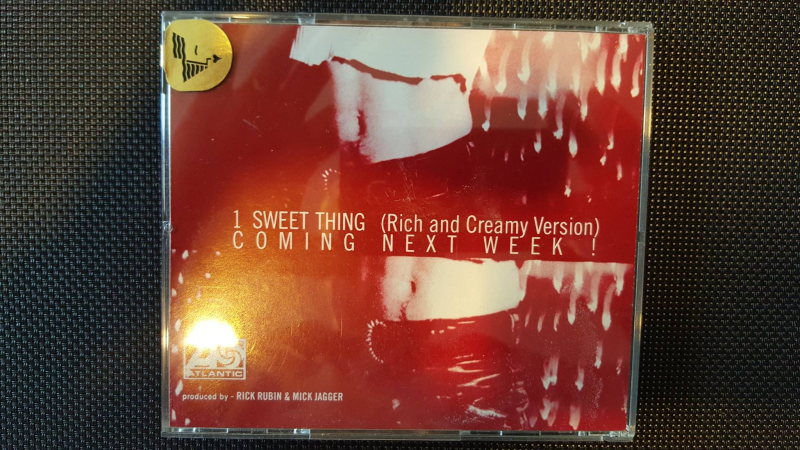 1 SWEET THING (Rich and Creamy Version)
COMING NEXT WEEK !
ATLANTIC
produced by - RICK RUBIN & MICK JAGGER